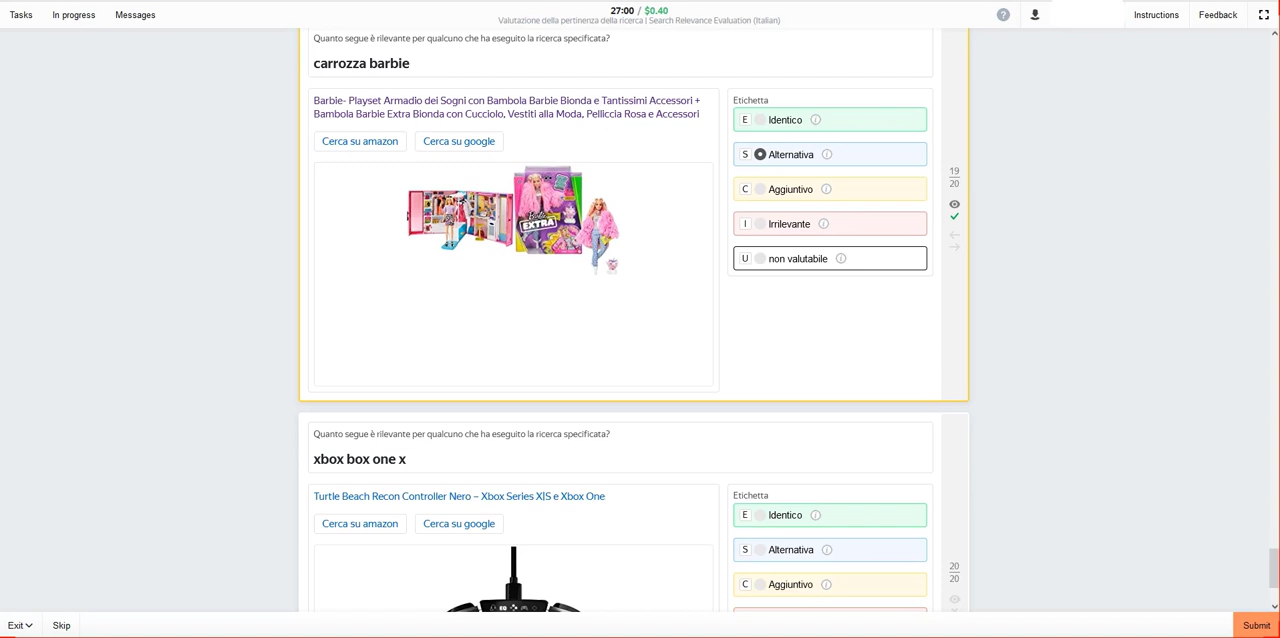 Tasks In progress Messages
27:00 / $0.40
Valutazione della pertinenza della ricerca | Search Relevance Evaluation (Italian)
? Instructions Feedback
Quanto segue è rilevante per qualcuno che ha eseguito la ricerca specificata?
carrozza barbie
Barbie- Playset Armadio dei Sogni con Bambola Barbie Bionda e Tantissimi Accessori +
Bambola Barbie Extra Bionda con Cucciolo, Vestiti alla Moda, Pelliccia Rosa e Accessori
Cerca su amazon Cerca su google
Barbie
EXTRA
Etichetta
E Identico i
S Alternativa i
C Aggiuntivo i
I Irrilevante i
U non valutabile i
19
20
Quanto segue è rilevante per qualcuno che ha eseguito la ricerca specificata?
xbox box one x
Turtle Beach Recon Controller Nero – Xbox Series X|S e Xbox One
Cerca su amazon Cerca su google
EQ
Etichetta
E Identico i
S Alternativa i
C Aggiuntivo i
20
20
Exit Skip Submit